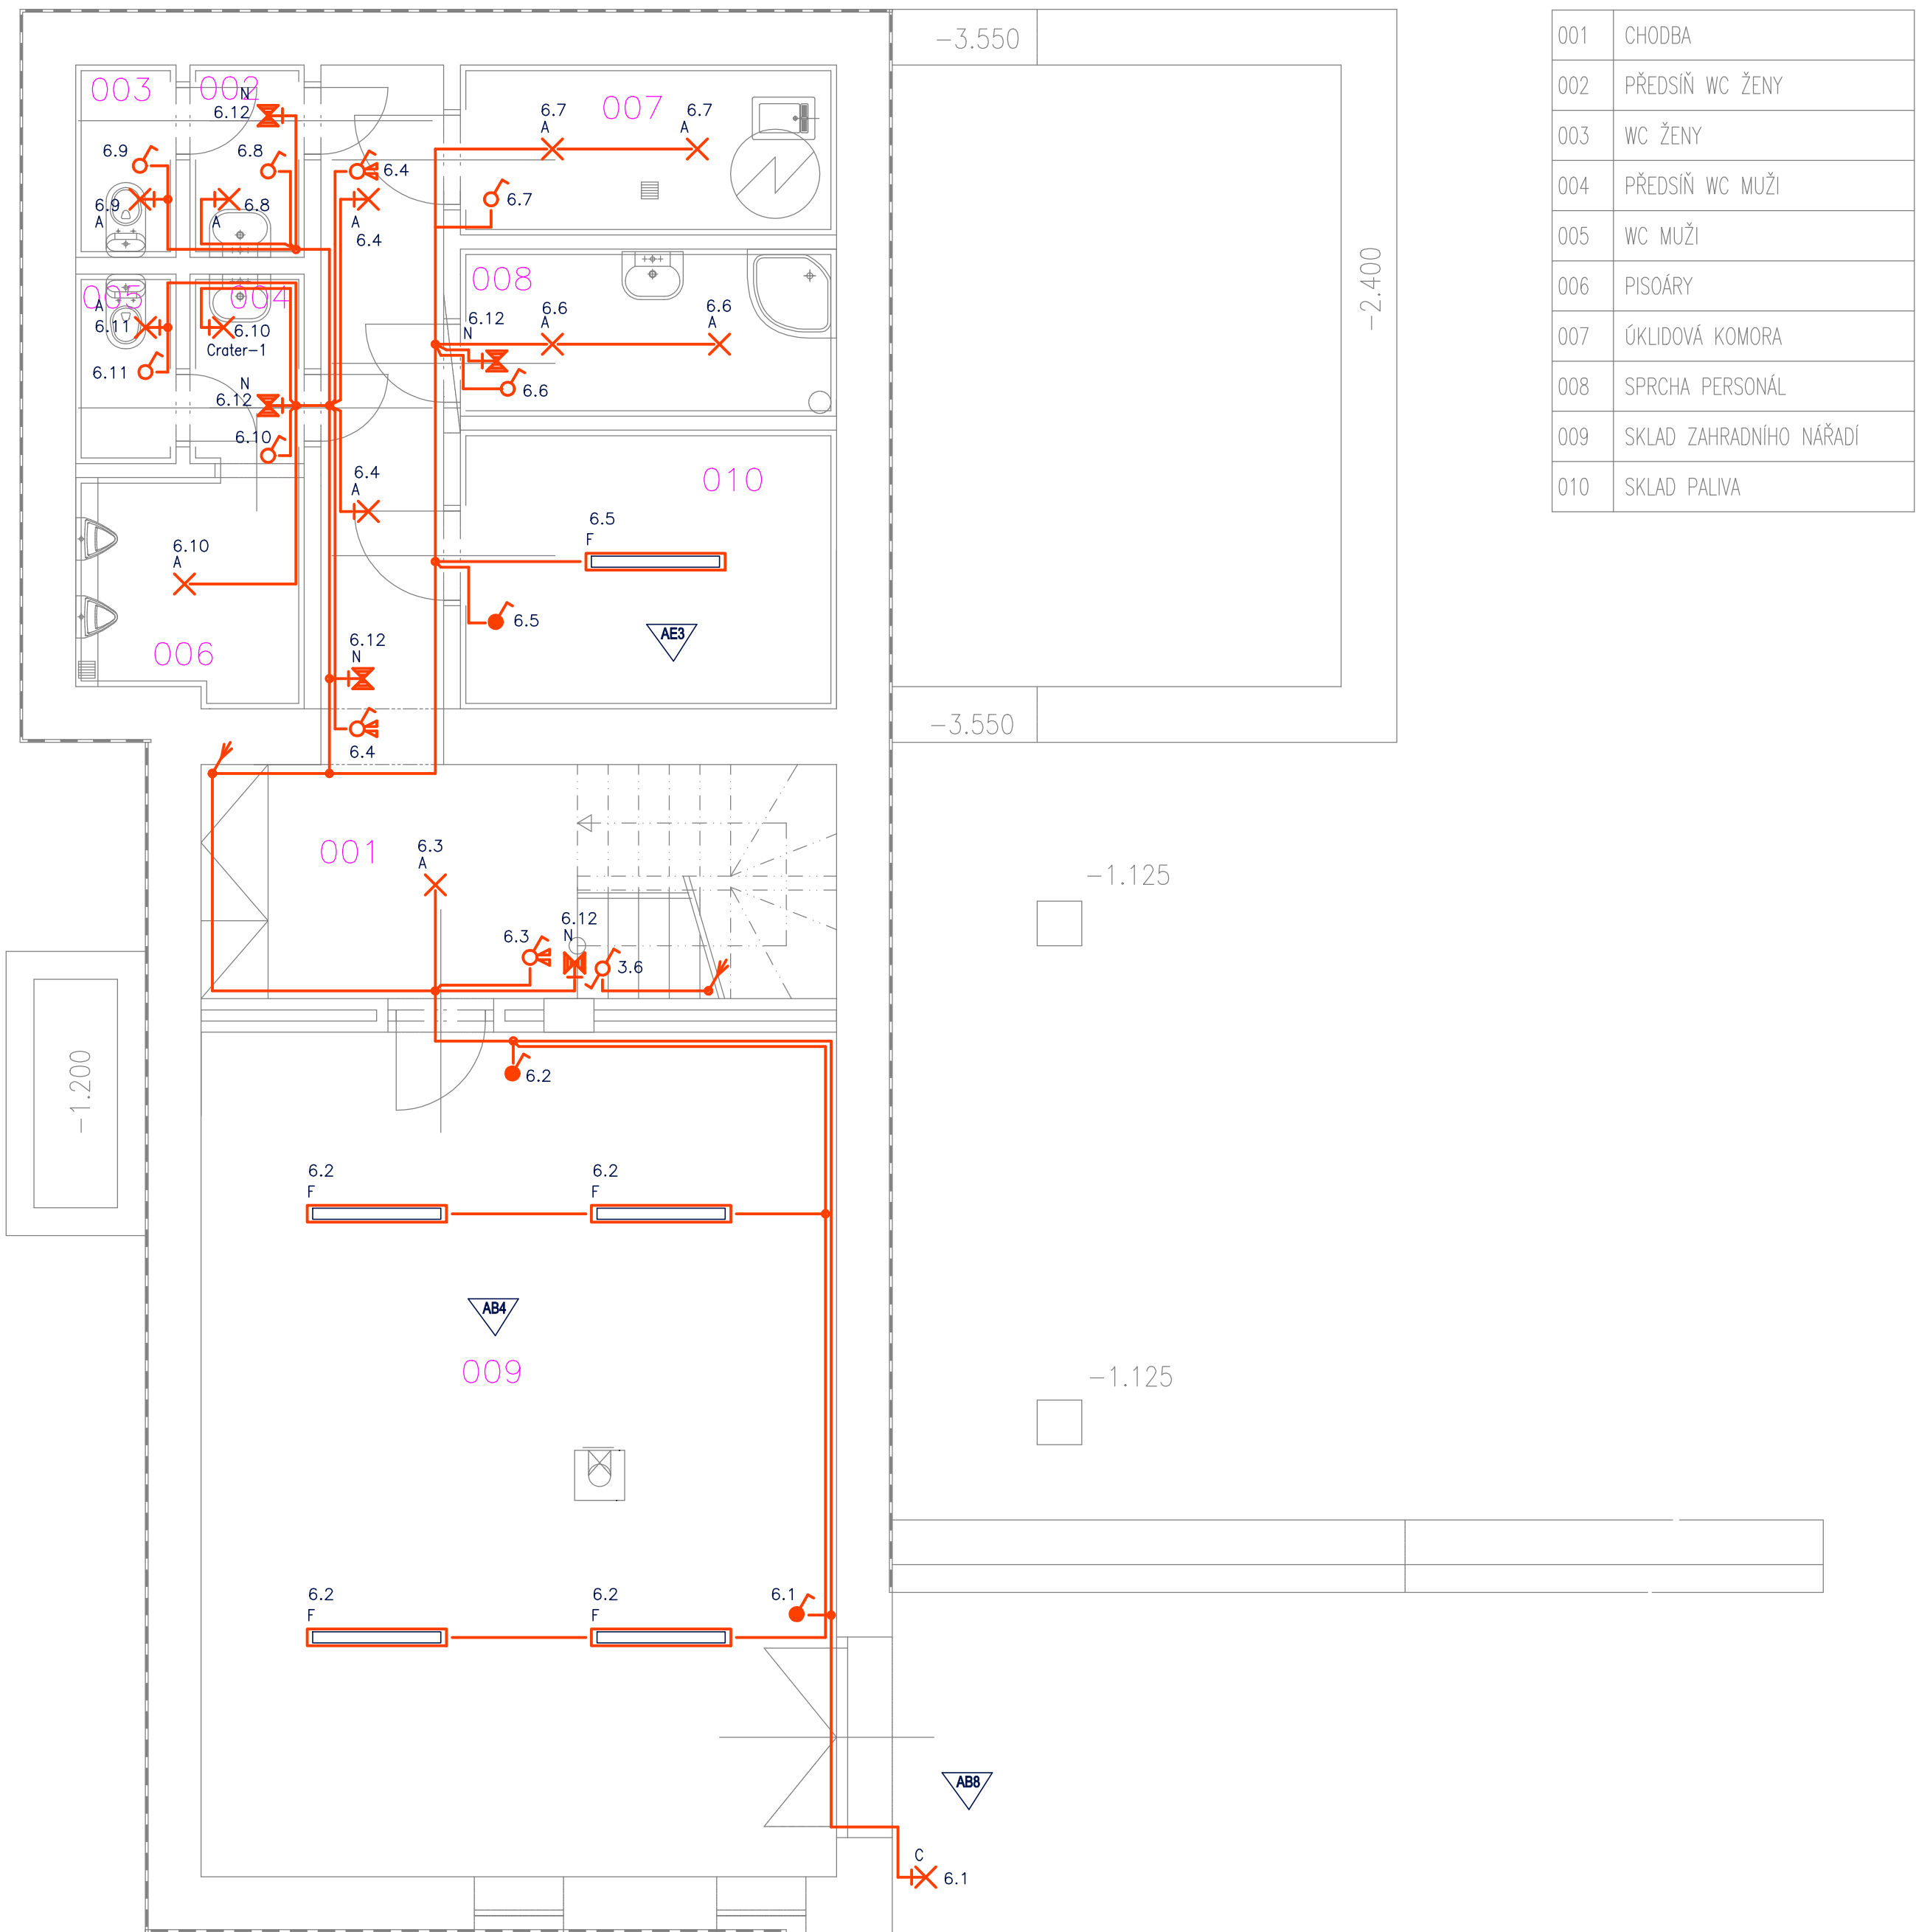 -3.550
003
002
N
6.12
6.7
A
6.7
A
007
6.9
6.8
6.4
6.9
A
6.8
A
A
6.4
6.7
008
005
A
6.11
004
6.10
Crater-1
6.12
N
6.6
A
6.6
A
6.11
N
6.12
6.6
6.10
6.4
A
010
6.10
A
6.5
F
6.5
AE3
006
6.12
N
6.4
-3.550
-2.400
001
6.3
A
6.3
6.12
N
3.6
-1.125
-1.200
6.2
6.2
F
6.2
F
AB4
009
-1.125
6.2
F
6.2
F
6.1
AB8
C
6.1
001 CHODBA
002 PŘEDSÍŇ WC ŽENY
003 WC ŽENY
004 PŘEDSÍŇ WC MUŽI
005 WC MUŽI
006 PISOÁRY
007 ÚKLIDOVÁ KOMORA
008 SPRCHA PERSONÁL
009 SKLAD ZAHRADNÍHO NÁŘADÍ
010 SKLAD PALIVA